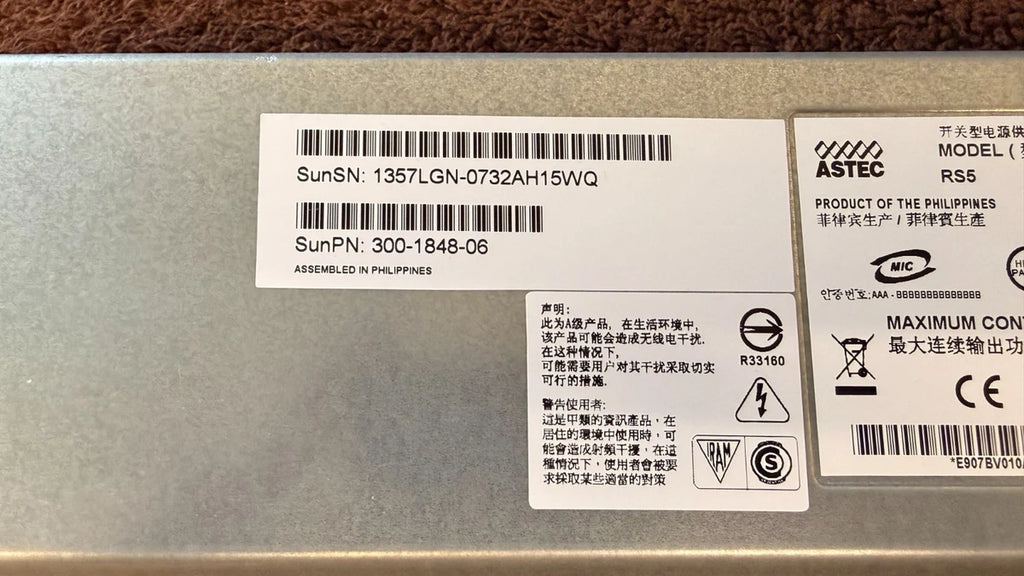 SunSN: 1357LGN-0732AH15WQ
SunPN: 300-1848-06
ASSEMBLED IN PHILIPPINES
声明:
此为A级产品, 在生活环境中,
该产品可能会造成无线电干扰.
在这种情况下,
可能需要用户对其干扰采取切实
可行的措施.
警告使用者:
這是甲類的資訊產品，在
居住的環境中使用時，可
能會造成射頻干擾，在這
種情況下，使用者會被要
求採取某些適當的對策
R33160
TRAM
S
ASTEC
开关型电源供
MODEL (
RS5
PRODUCT OF THE PHILIPPINES
菲律宾生产 / 菲律賓生產
MIC
인증번호:AAA - BBBBBBBBBBBBBB
MAXIMUM CON
最大连续输出功
CE
*E907BV010